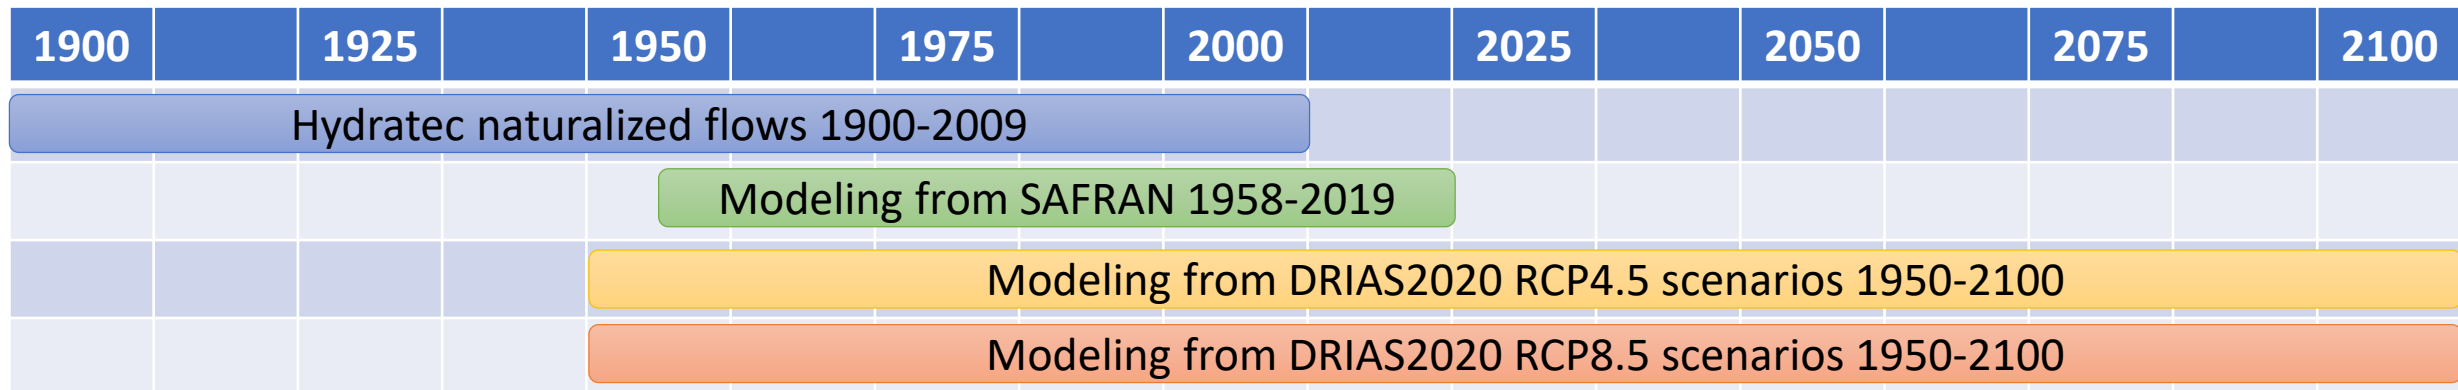 1900 1925 1950 1975 2000 2025 2050 2075 2100
Hydratec naturalized flows 1900-2009
Modeling from SAFRAN 1958-2019
Modeling from DRIAS2020 RCP4.5 scenarios 1950-2100
Modeling from DRIAS2020 RCP8.5 scenarios 1950-2100